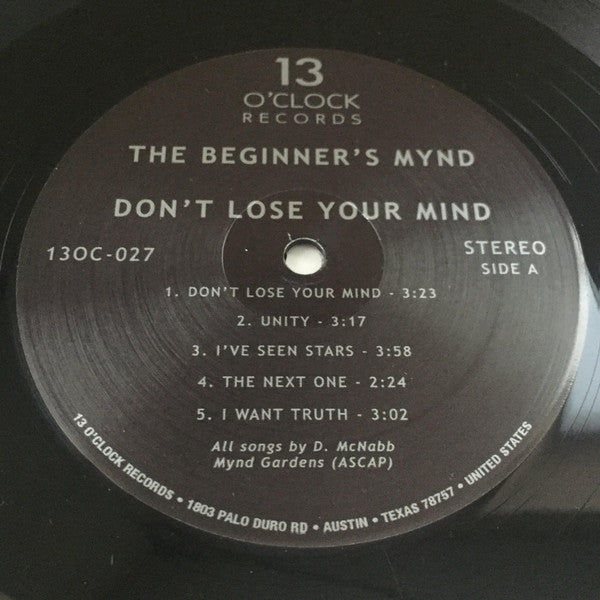 13
O'CLOCK
RECORDS
THE BEGINNER'S MYND
DON'T LOSE YOUR MIND
13OC-027
STEREO
SIDE A
1. DON'T LOSE YOUR MIND - 3:23
2. UNITY - 3:17
3. I'VE SEEN STARS - 3:58
4. THE NEXT ONE - 2:24
5. I WANT TRUTH - 3:02
All songs by D. McNabb
Mynd Gardens (ASCAP)
13 O'CLOCK RECORDS • 1803 PALO DURO RD • AUSTIN • TEXAS 78757 • UNITED STATES